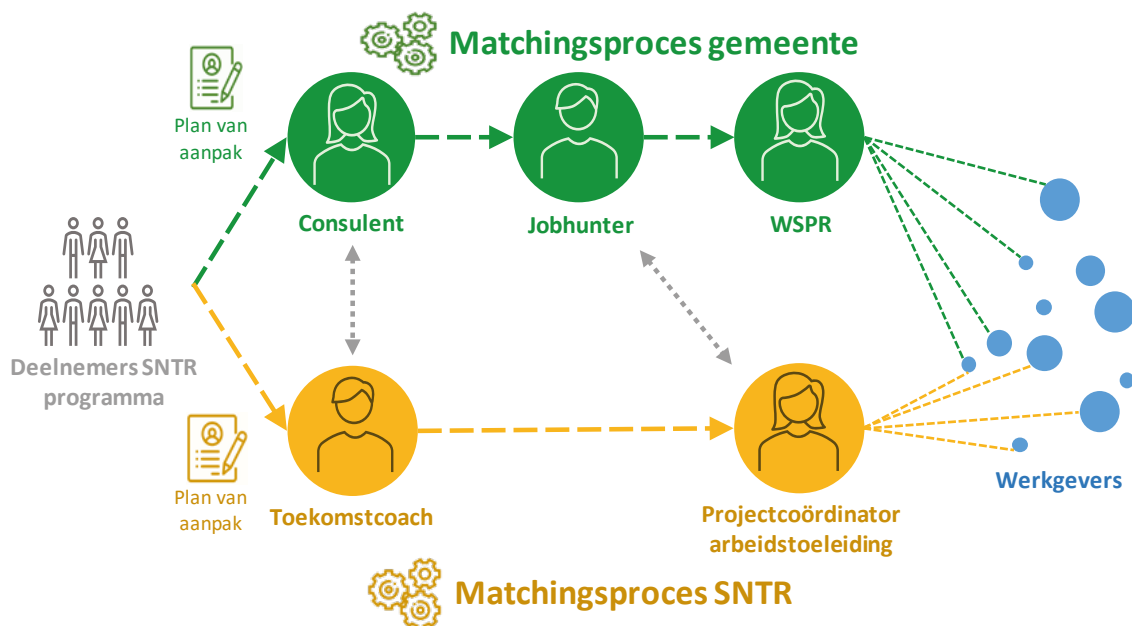 Matchingsproces gemeente
Plan van
aanpak
Consulent
Jobhunter
WSPR
Deelnemers SNTR
programma
Plan van
aanpak
Toekomstcoach
Projectcoördinator
arbeidstoeleiding
Werkgevers
Matchingsproces SNTR